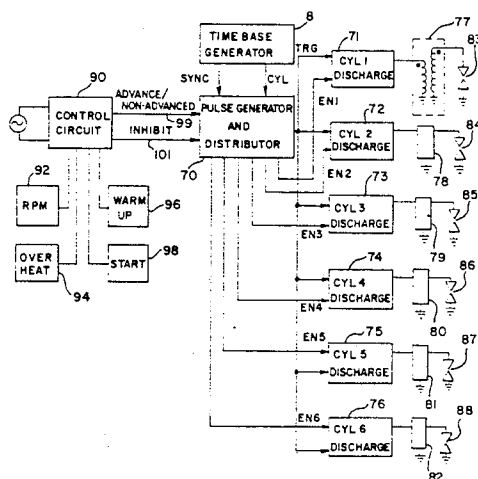 8
TIME BASE
GENERATOR
SYNC
CYL
90
CONTROL
CIRCUIT
ADVANCE/
NON-ADVANCED
99
INHIBIT
101
PULSE GENERATOR
AND
DISTRIBUTOR
70
92
RPM
96
WARM
UP
94
OVER
HEAT
98
START
TRG
EN1
EN2
EN3
EN4
EN5
EN6
71
CYL 1
DISCHARGE
77
83
72
CYL 2
DISCHARGE
78
84
73
CYL 3
DISCHARGE
79
85
74
CYL 4
DISCHARGE
80
86
75
CYL 5
DISCHARGE
81
87
76
CYL 6
DISCHARGE
82
88